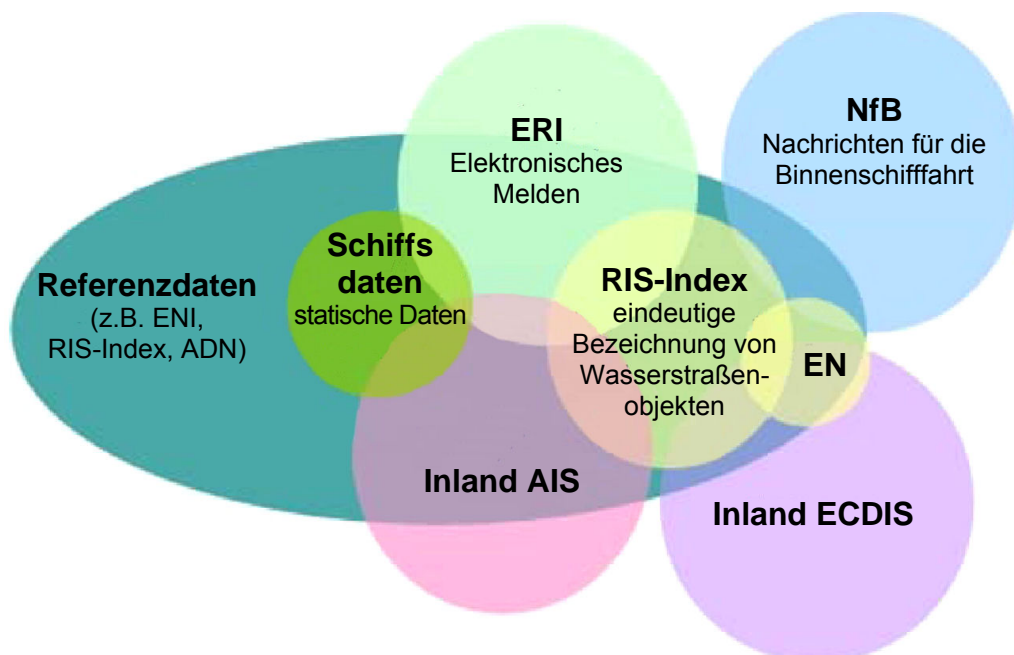 ERI
Elektronisches
Melden
NfB
Nachrichten für die
Binnenschifffahrt
Schiffs
daten
statische Daten
Referenzdaten
(z.B. ENI,
RIS-Index, ADN)
RIS-Index
eindeutige
Bezeichnung von
Wasserstraßen-
objekten
EN
Inland AIS
Inland ECDIS